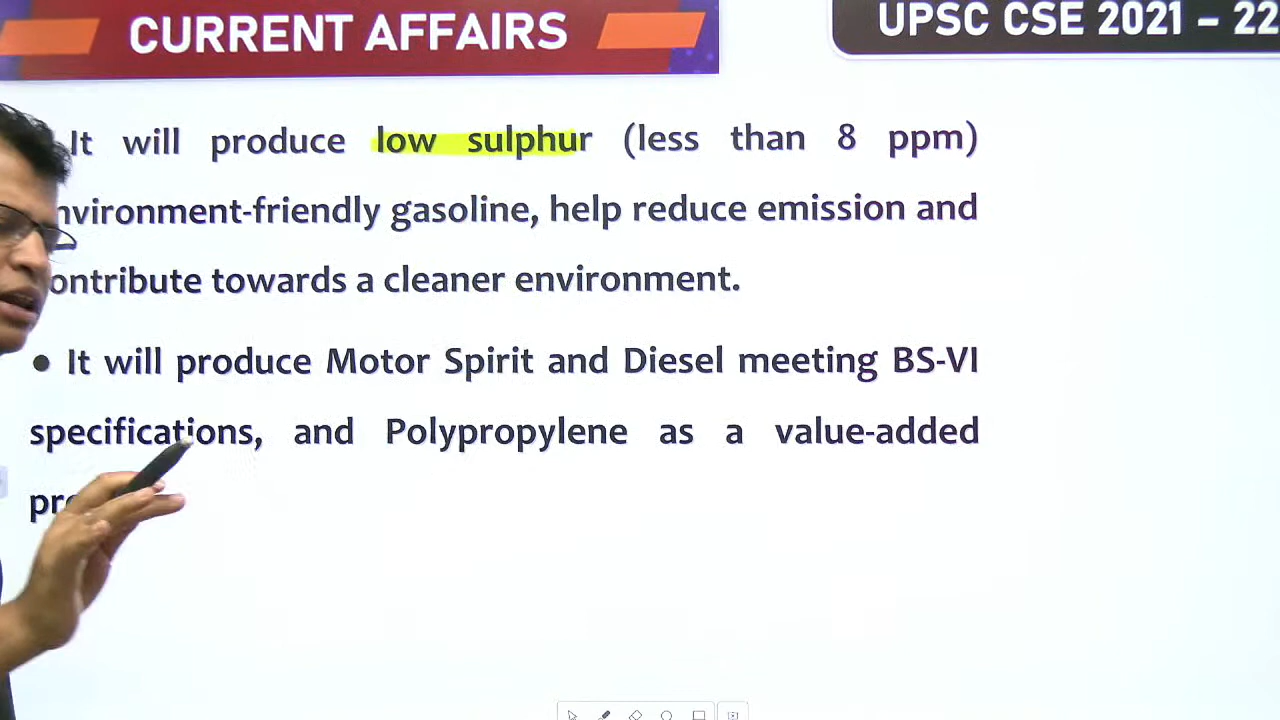 CURRENT AFFAIRS
UPSC CSE 2021 – 22
It will produce low sulphur (less than 8 ppm)
nvironment-friendly gasoline, help reduce emission and
ontribute towards a cleaner environment.
● It will produce Motor Spirit and Diesel meeting BS-VI
specifications, and Polypropylene as a value-added